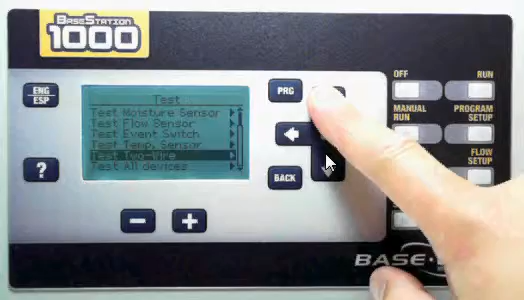 BASESTATION
1000
ENG
ESP
?
Test
Test Moisture Sensor
Test Flow Sensor
Test Event Switch
Test Temp. Sensor
Test Two-Wire
Test All devices
PRG
BACK
OFF
RUN
MANUAL
RUN
PROGRAM
SETUP
FLOW
SETUP
BASE